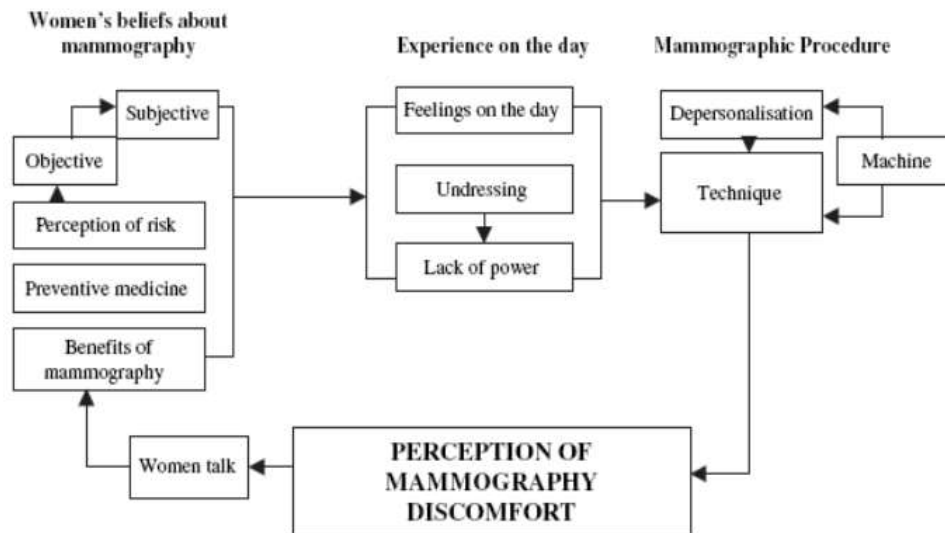 Women's beliefs about
mammography
Experience on the day
Mammographic Procedure
Subjective
Objective
Perception of risk
Preventive medicine
Benefits of
mammography
Feelings on the day
Undressing
Lack of power
Depersonalisation
Machine
Technique
Women talk
PERCEPTION OF
MAMMOGRAPHY
DISCOMFORT